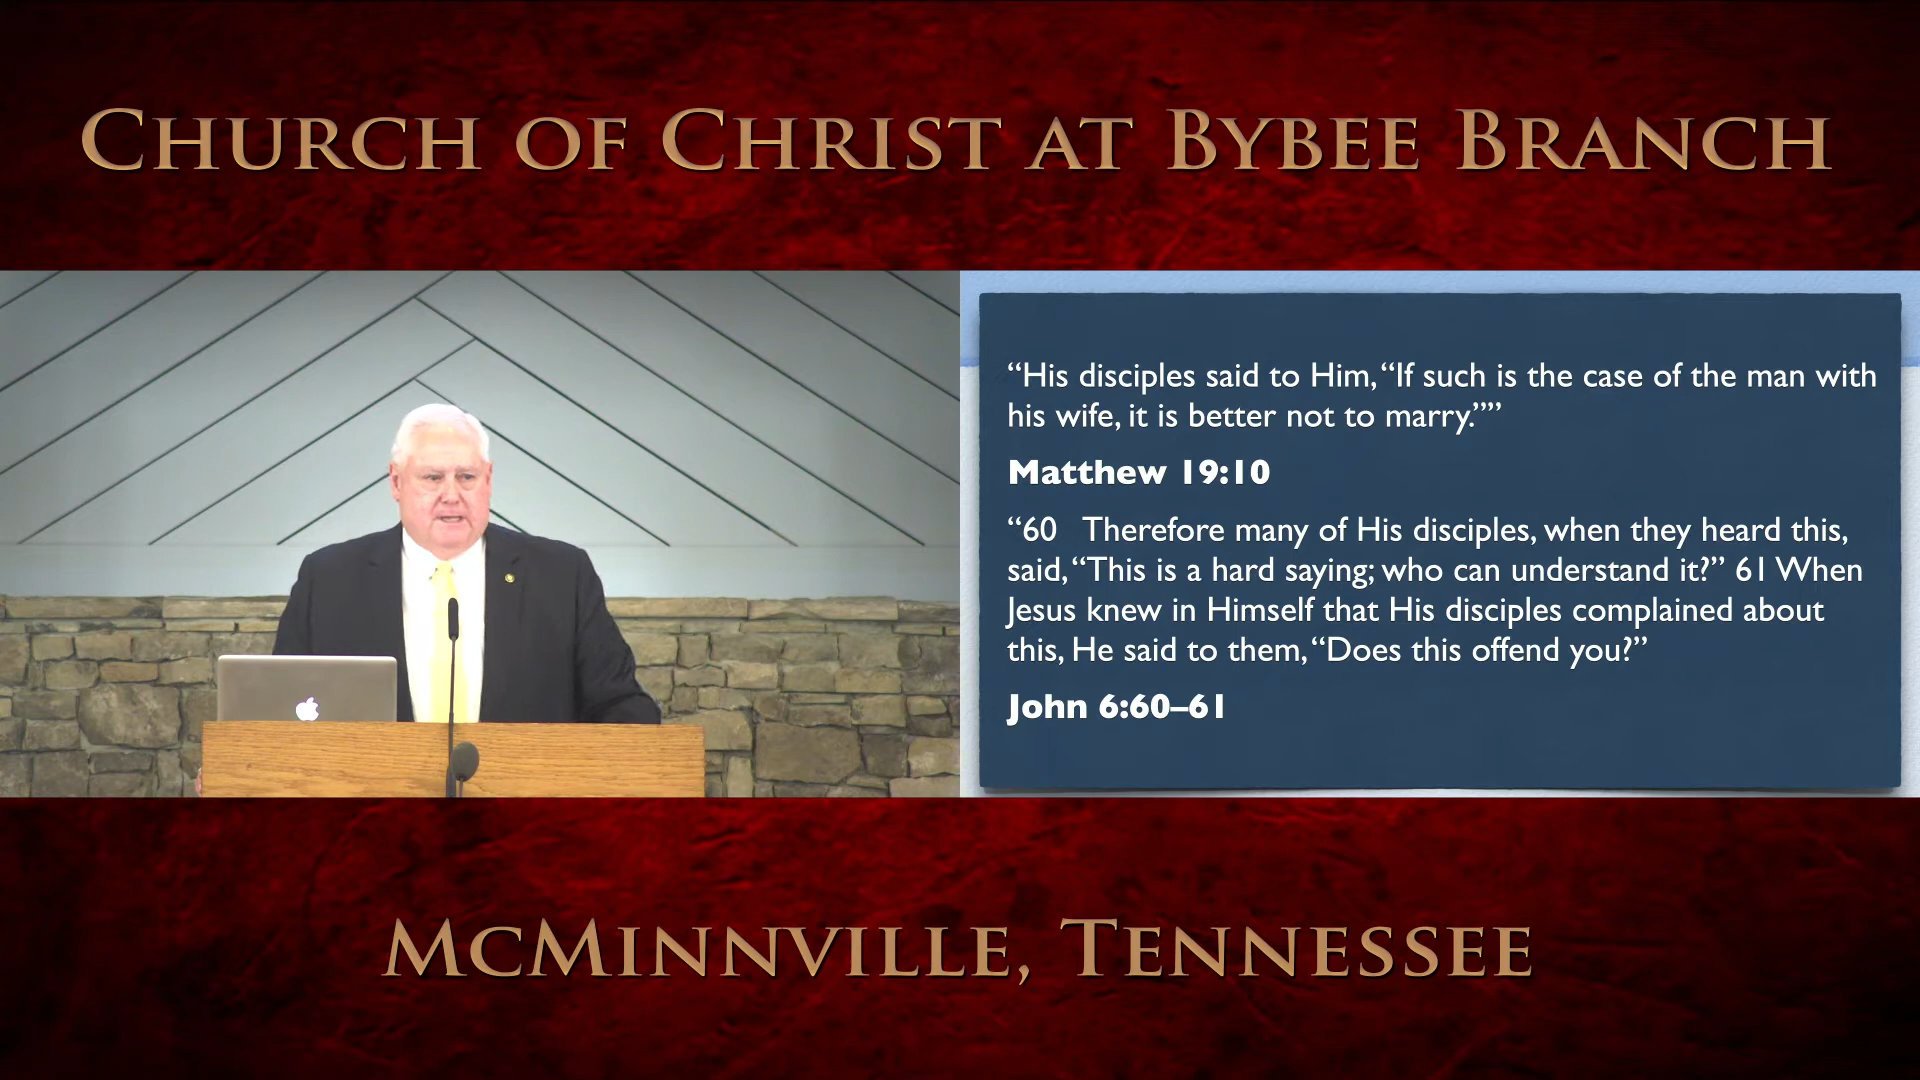 CHURCH OF CHRIST AT BYBEE BRANCH
“His disciples said to Him, “If such is the case of the man with
his wife, it is better not to marry.””
Matthew 19:10
“60 Therefore many of His disciples, when they heard this,
said, “This is a hard saying; who can understand it?” 61 When
Jesus knew in Himself that His disciples complained about
this, He said to them, “Does this offend you?”
John 6:60–61
MCMINNVILLE, TENNESSEE